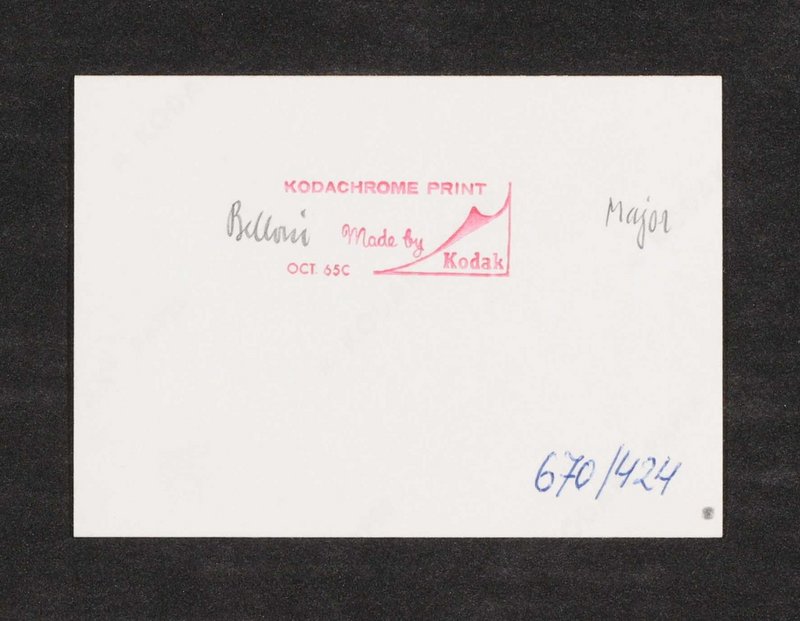 KODACHROME PRINT
Belloni Made by Major
OCT. 65C Kodak
670/424